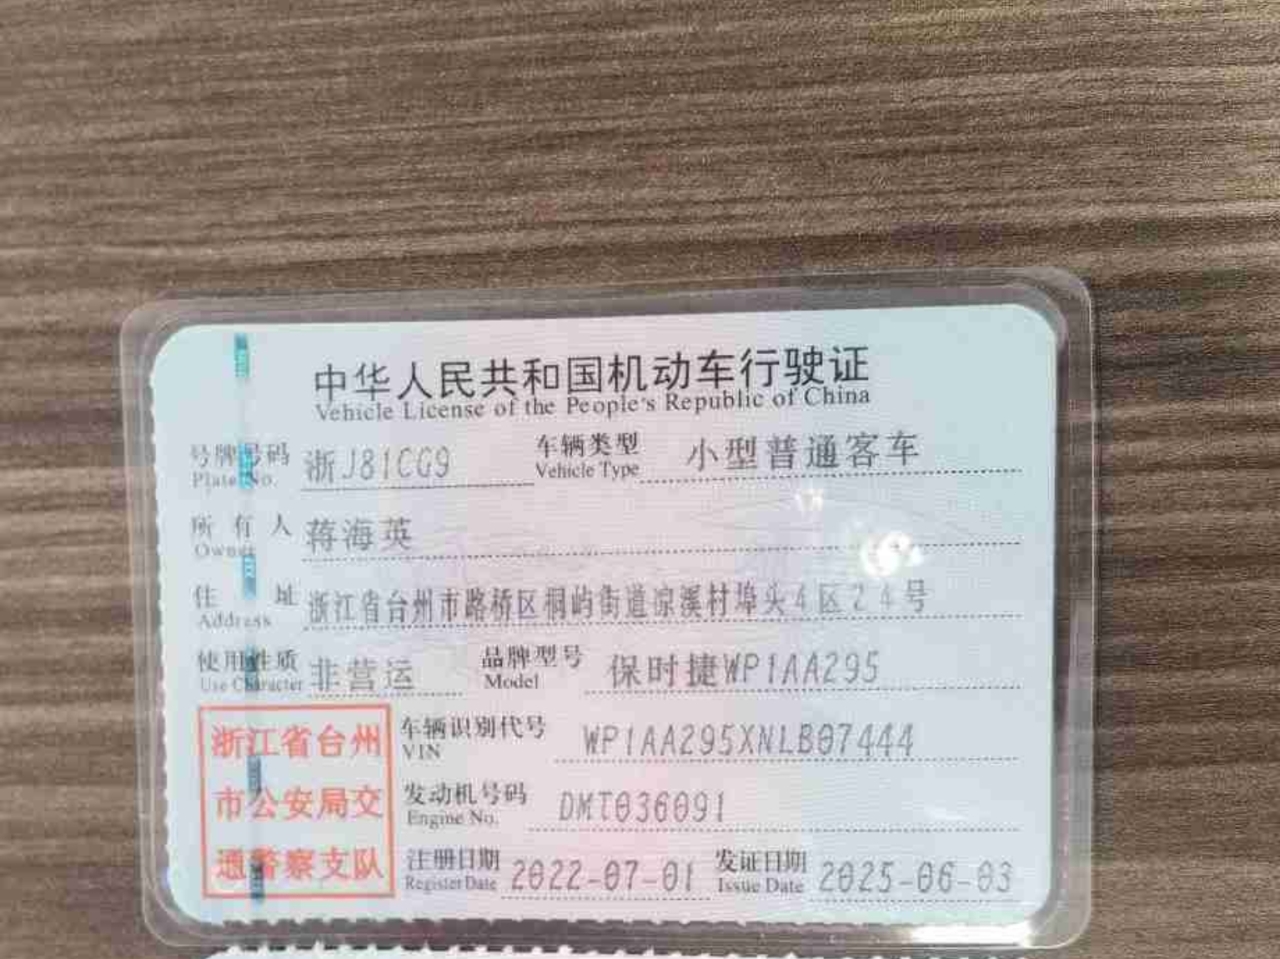 中华人民共和国机动车行驶证
Vehicle License of the People's Republic of China
号牌号码 浙J81CG9 车辆类型 小型普通客车
Plate No. Vehicle Type
所有人 蒋海英
Owner
住址 浙江省台州市路桥区桐屿街道凉溪村埠头4区24号
Address
使用性质 非营运 品牌型号 保时捷WP1AA295
Use Character Model
浙江省台州
市公安局交
通警察支队
车辆识别代号 WP1AA295XNLB07444
VIN
发动机号码 DMT036091
Engine No.
注册日期 2022-07-01 发证日期 2025-06-03
Register Date Issue Date